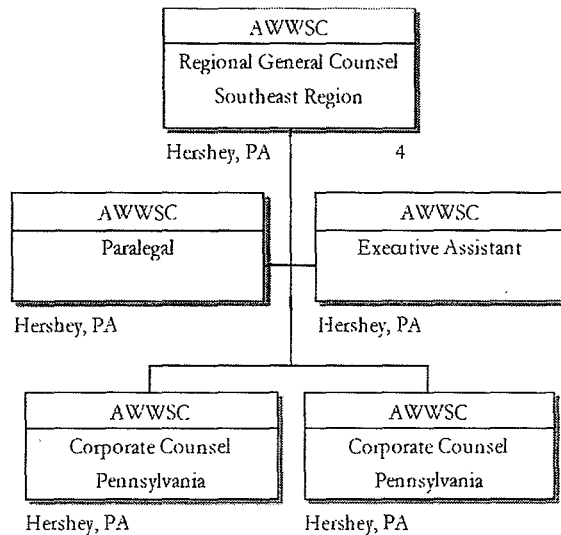 AWWSC
Regional General Counsel
Southeast Region
Hershey, PA 4
AWWSC
Paralegal
Hershey, PA
AWWSC
Executive Assistant
Hershey, PA
AWWSC
Corporate Counsel
Pennsylvania
Hershey, PA
AWWSC
Corporate Counsel
Pennsylvania
Hershey, PA